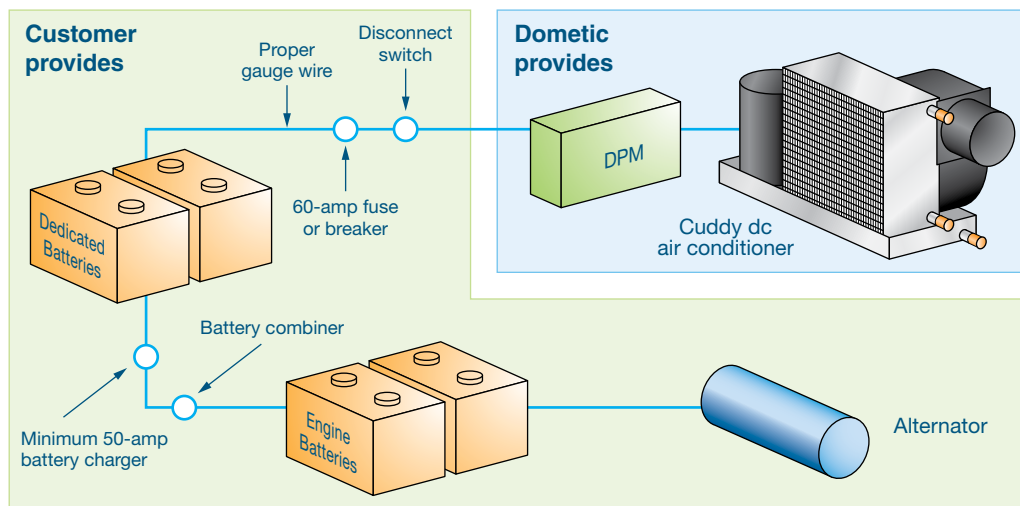 Customer
provides
Proper
gauge wire
Disconnect
switch
Dometic
provides
DPM
60-amp fuse
or breaker
Cuddy dc
air conditioner
Dedicated
Batteries
Battery combiner
Minimum 50-amp
battery charger
Engine
Batteries
Alternator